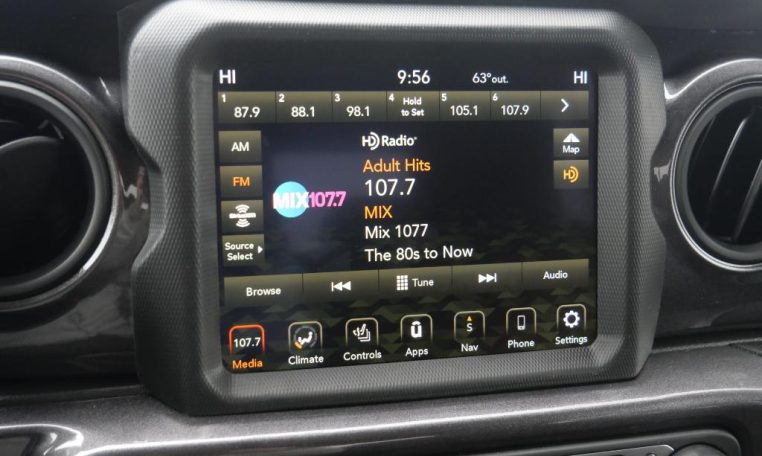 HI 9:56 63°out. HI
1 87.9 2 88.1 3 98.1 4 Hold to Set 5 105.1 6 107.9
AM
FM
SIRIUSXM
Source
Select
MIX107.7
HD Radio
Adult Hits
107.7
MIX
Mix 1077
The 80s to Now
Map
HD
Browse Tune Audio
107.7 S
Media Climate Controls Apps Nav Phone Settings